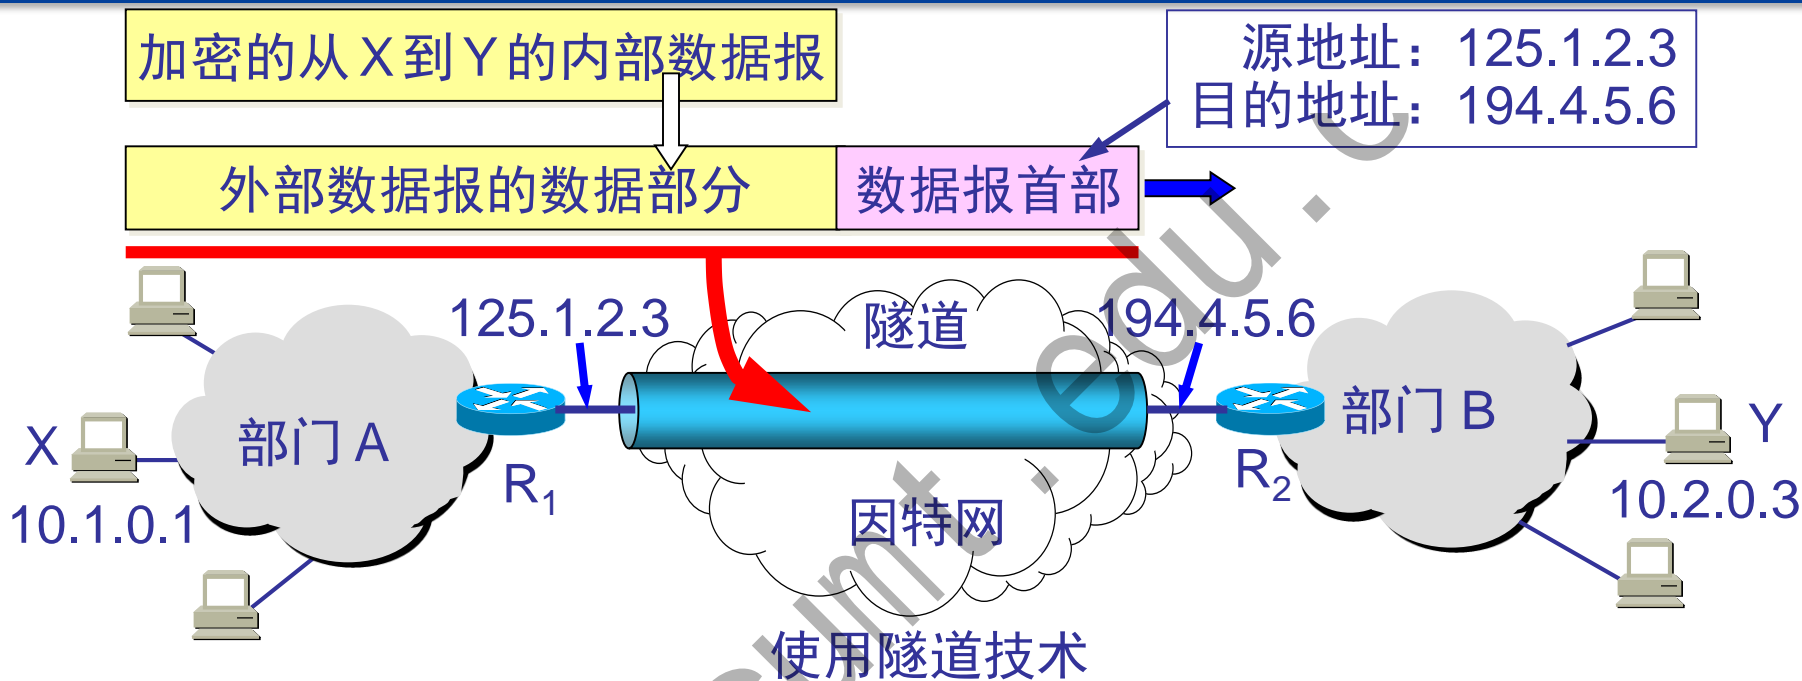 加密的从 X 到 Y 的内部数据报
源地址：125.1.2.3
目的地址：194.4.5.6
外部数据报的数据部分
数据报首部
125.1.2.3
隧道
194.4.5.6
部门 A
部门 B
X
Y
R1
R2
10.1.0.1
10.2.0.3
因特网
使用隧道技术